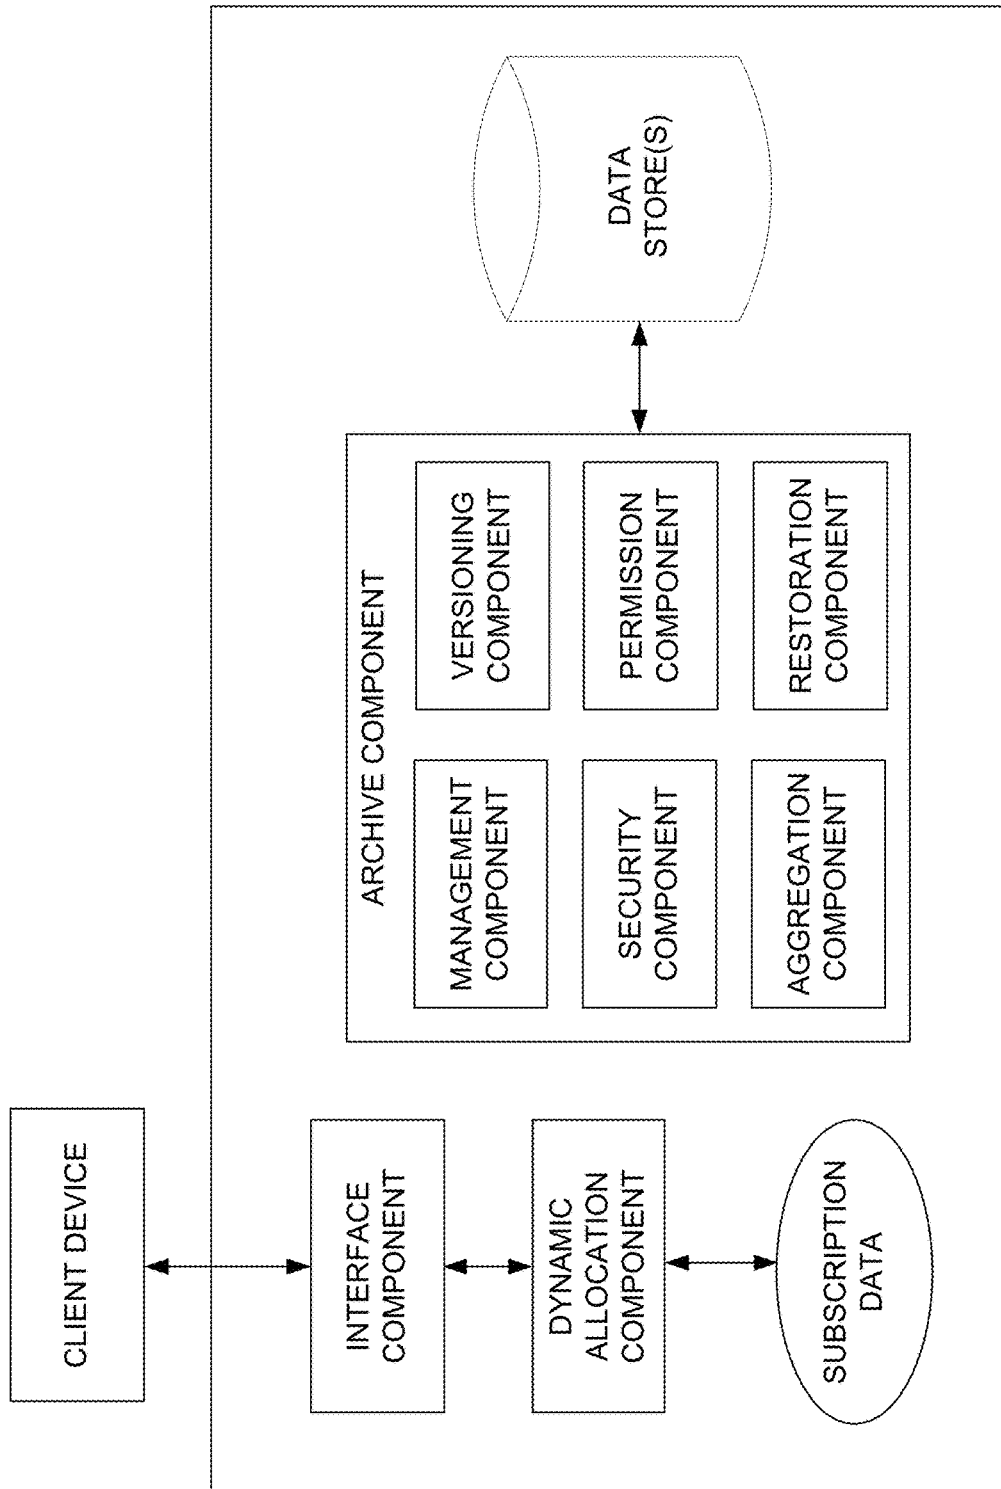 CLIENT DEVICE
INTERFACE
COMPONENT
DYNAMIC
ALLOCATION
COMPONENT
SUBSCRIPTION
DATA
ARCHIVE COMPONENT
MANAGEMENT
COMPONENT
VERSIONING
COMPONENT
SECURITY
COMPONENT
PERMISSION
COMPONENT
AGGREGATION
COMPONENT
RESTORATION
COMPONENT
DATA
STORE(S)